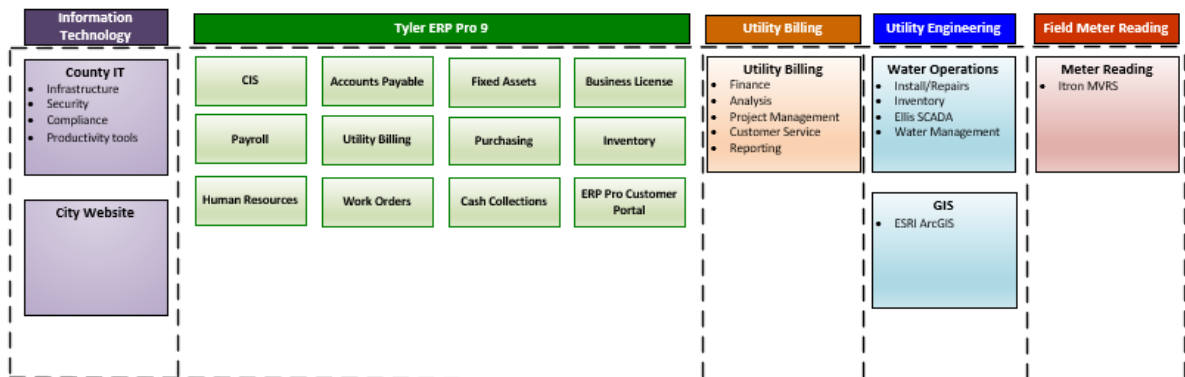 Information
Technology
County IT
• Infrastructure
• Security
• Compliance
• Productivity tools
City Website
Tyler ERP Pro 9
CIS
Accounts Payable
Fixed Assets
Business License
Payroll
Utility Billing
Purchasing
Inventory
Human Resources
Work Orders
Cash Collections
ERP Pro Customer
Portal
Utility Billing
Utility Billing
• Finance
• Analysis
• Project Management
• Customer Service
• Reporting
Utility Engineering
Water Operations
• Install/Repairs
• Inventory
• Ellis SCADA
• Water Management
GIS
• ESRI ArcGIS
Field Meter Reading
Meter Reading
• Itron MVRS